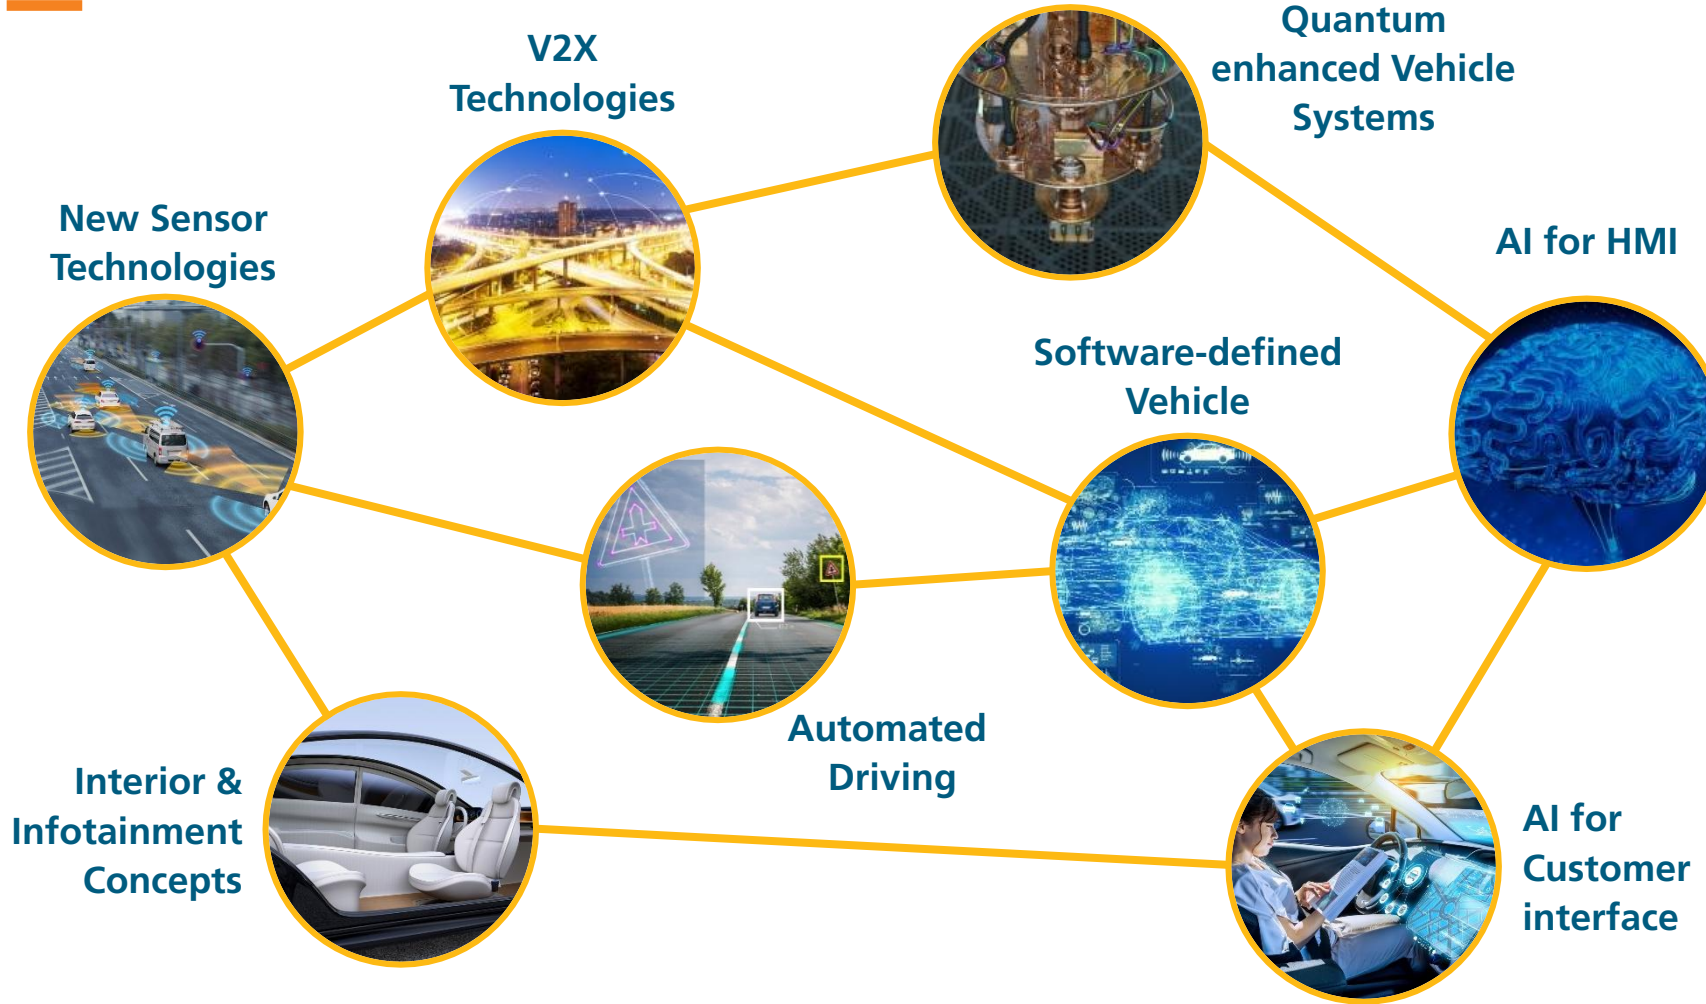 V2X
Technologies
Quantum
enhanced Vehicle
Systems
New Sensor
Technologies
AI for HMI
Software-defined
Vehicle
Automated
Driving
Interior &
Infotainment
Concepts
AI for
Customer
interface